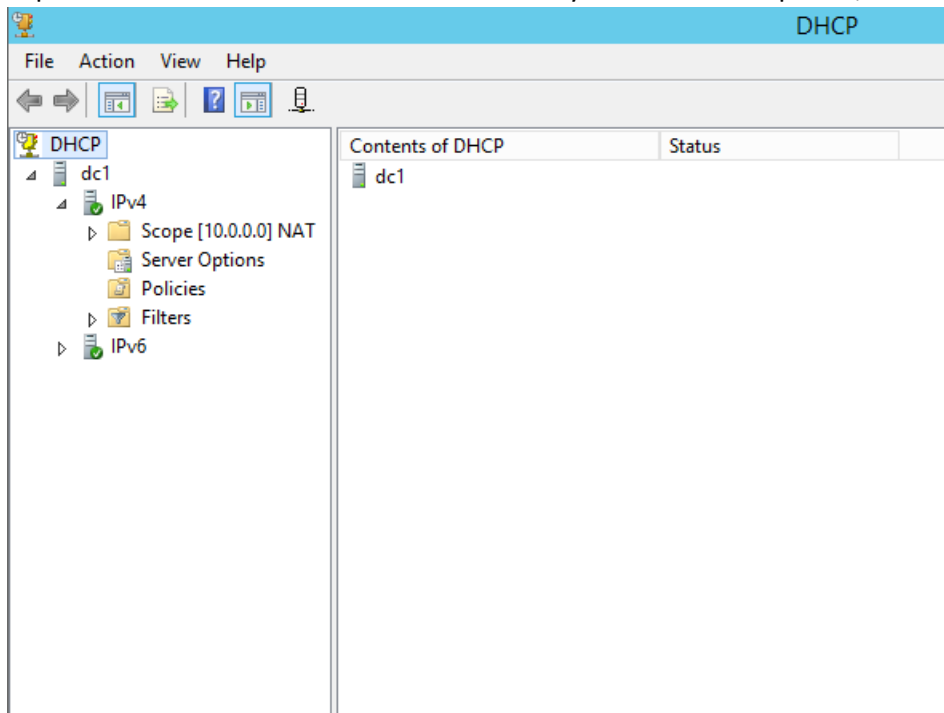 DHCP
File Action View Help
DHCP
dc1
IPv4
Scope [10.0.0.0] NAT
Server Options
Policies
Filters
IPv6
Contents of DHCP Status
dc1